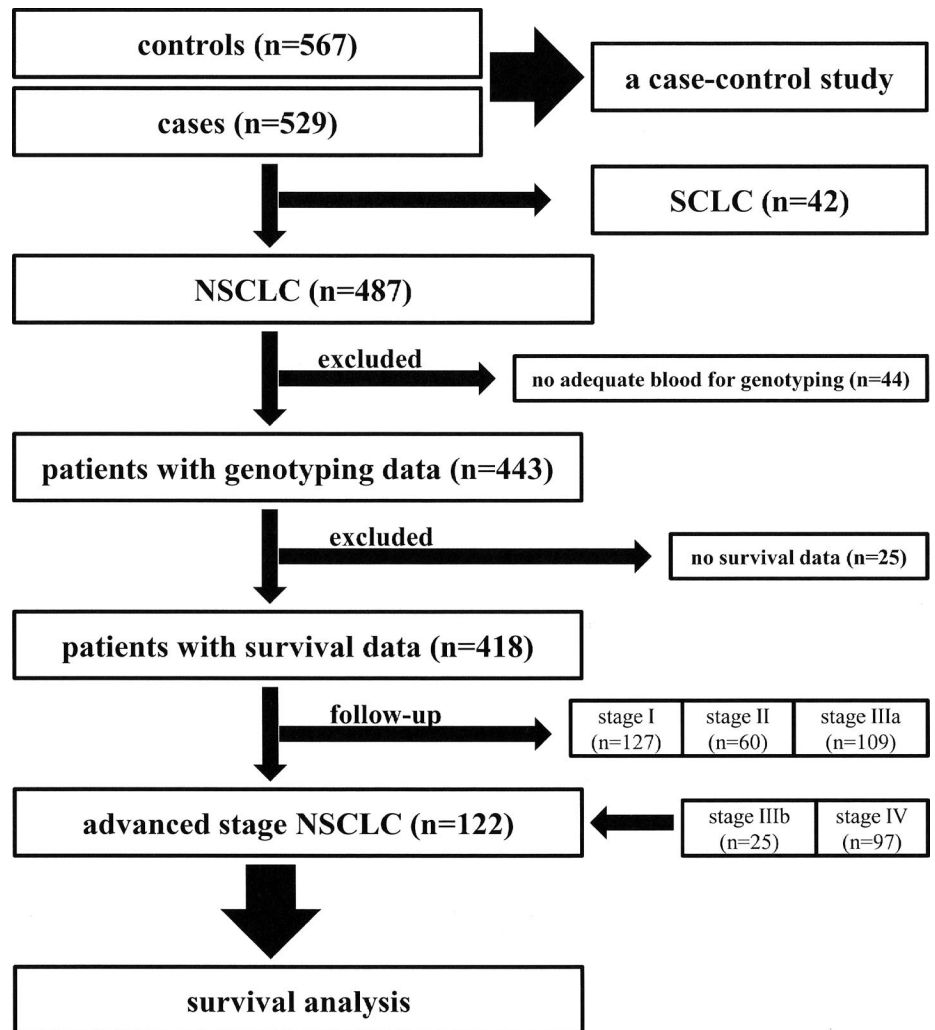 controls (n=567)
a case-control study
cases (n=529)
SCLC (n=42)
NSCLC (n=487)
excluded
no adequate blood for genotyping (n=44)
patients with genotyping data (n=443)
excluded
no survival data (n=25)
patients with survival data (n=418)
follow-up
stage I
(n=127)
stage II
(n=60)
stage IIIa
(n=109)
advanced stage NSCLC (n=122)
stage IIIb
(n=25)
stage IV
(n=97)
survival analysis